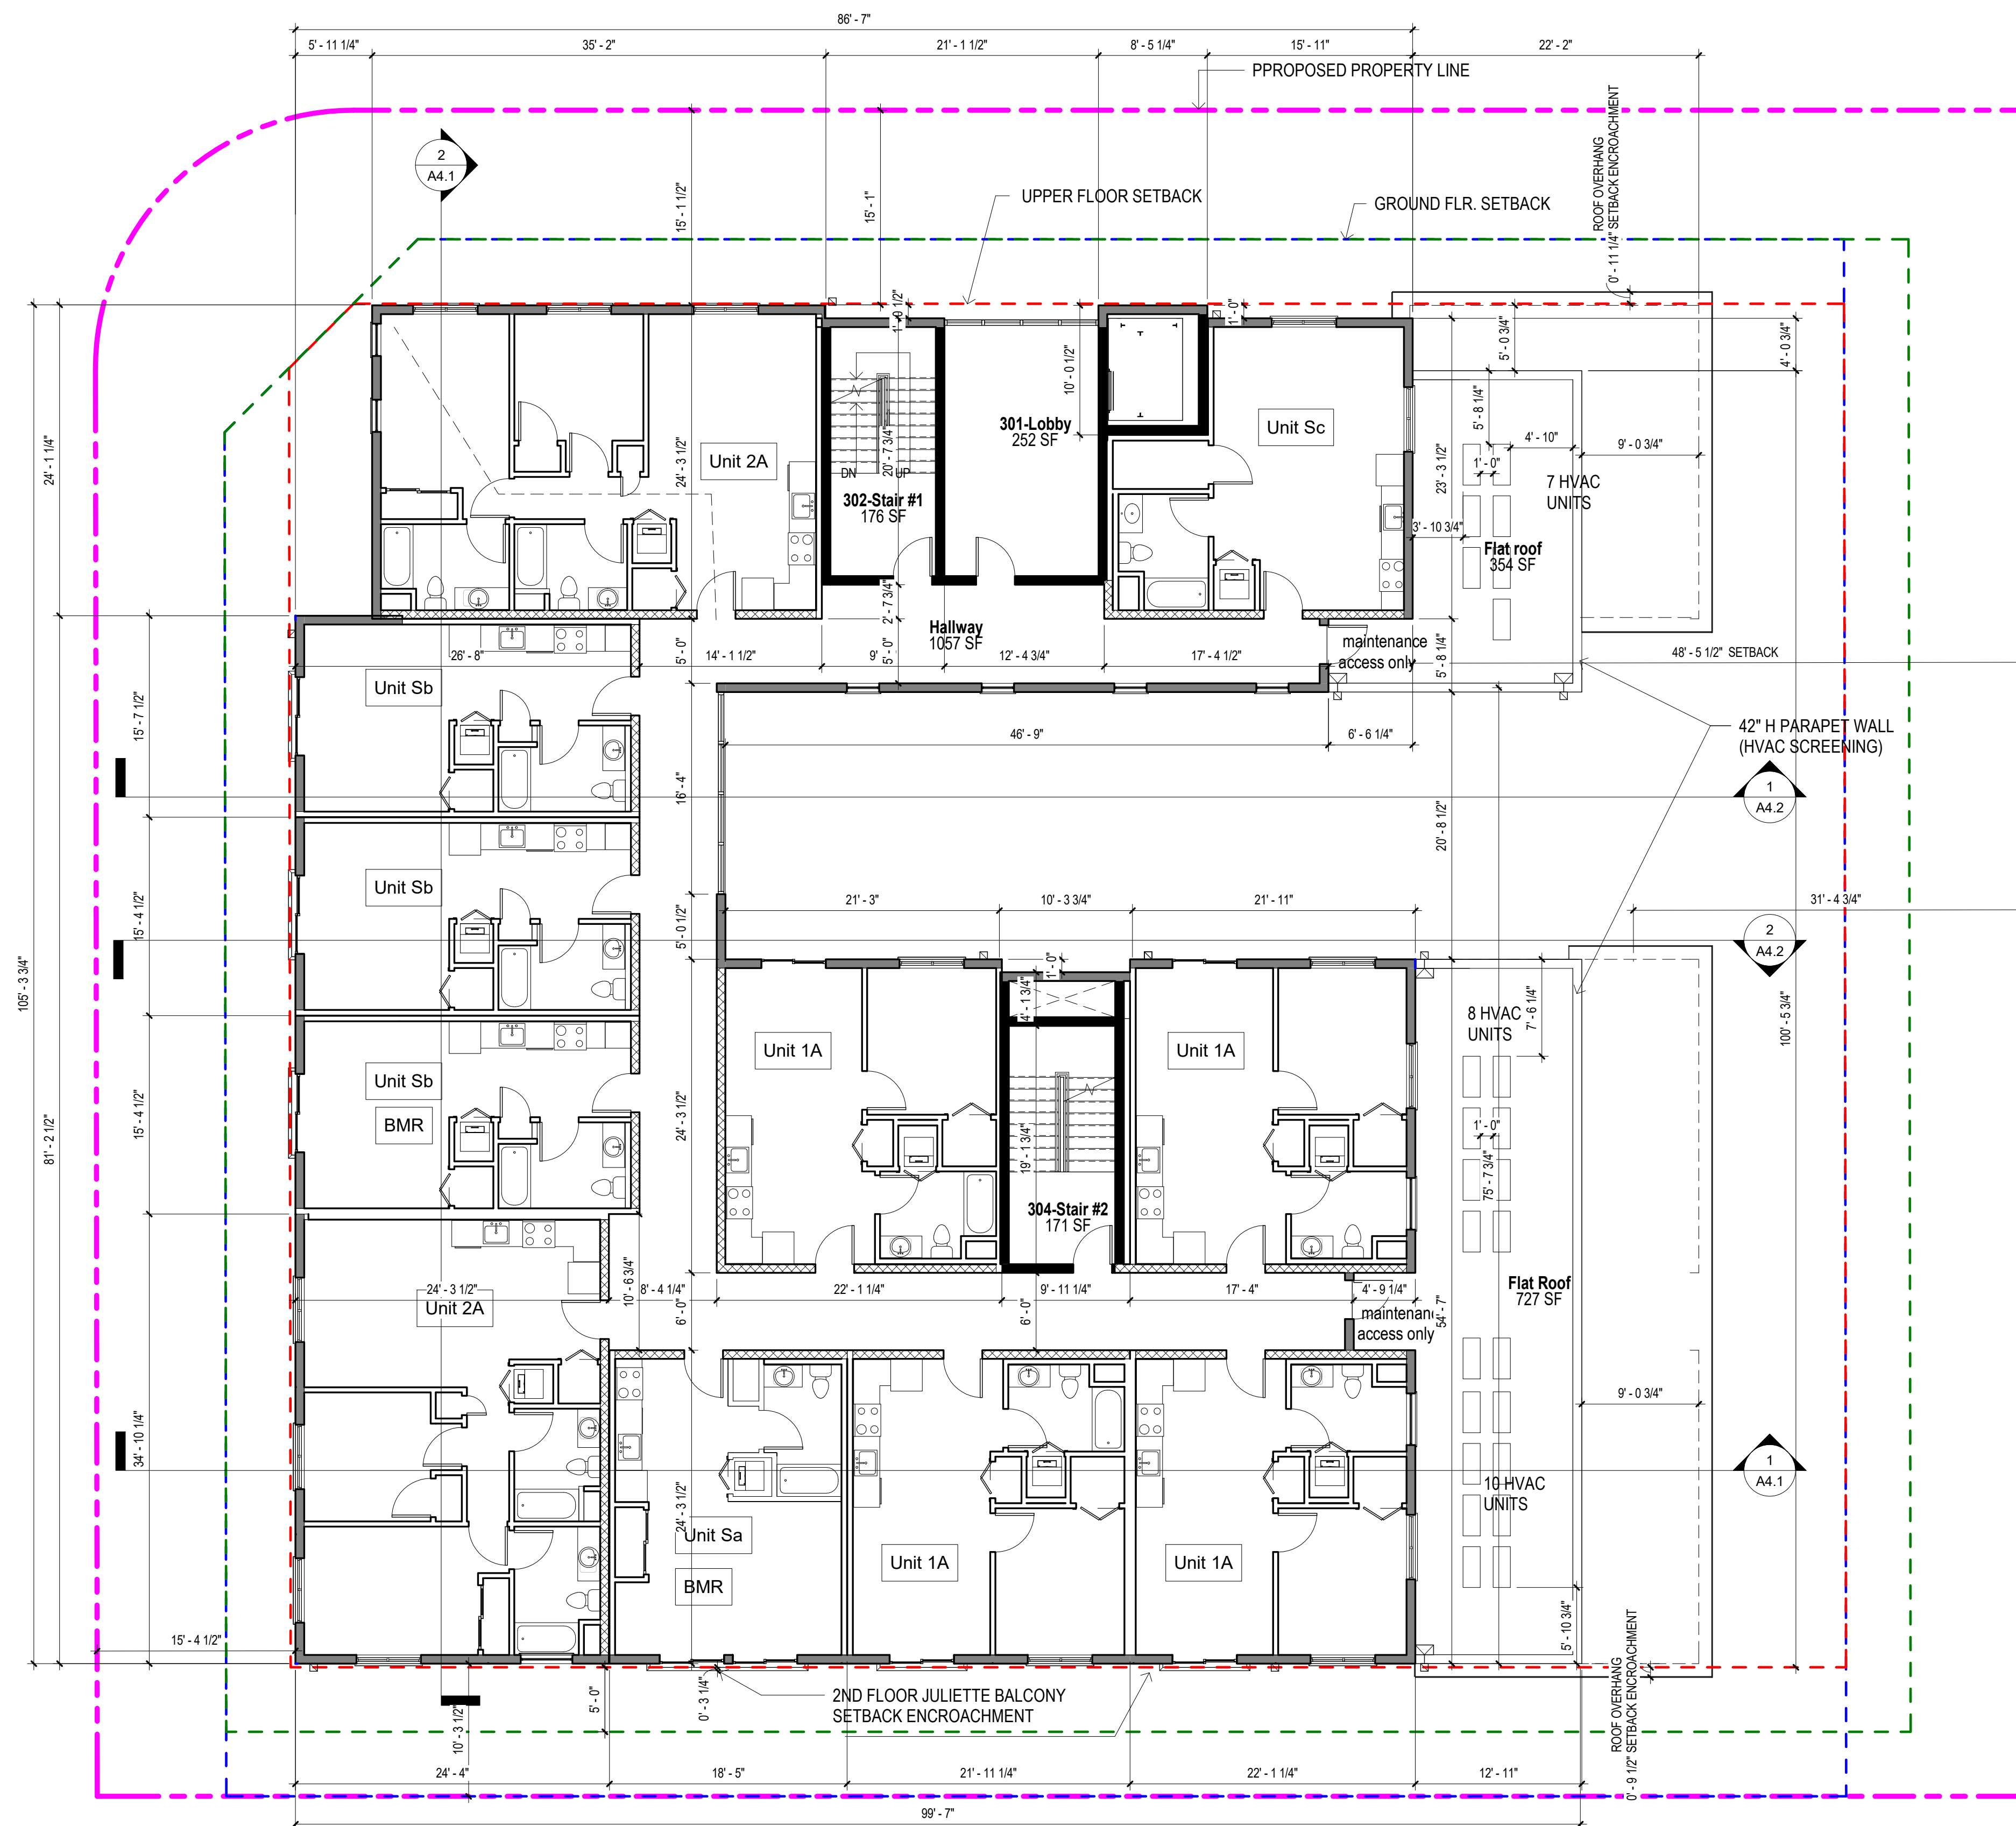 86' - 7"
5' - 11 1/4"
35' - 2"
21' - 1 1/2"
8' - 5 1/4"
15' - 11"
22' - 2"
PPROPOSED PROPERTY LINE
2
A4.1
15' - 1 1/2"
15' - 1"
UPPER FLOOR SETBACK
GROUND FLR. SETBACK
ROOF OVERHANG
0' - 11 1/4" SETBACK ENCROACHMENT
1' - 0 1/2"
1' - 0"
10' - 0 1/2"
5' - 0 3/4"
4' - 0 3/4"
24' - 1 1/4"
24' - 3 1/2"
Unit 2A
20' - 7 3/4"
DN
UP
302-Stair #1
176 SF
301-Lobby
252 SF
Unit Sc
23' - 3 1/2"
5' - 8 1/4"
4' - 10"
1' - 0"
9' - 0 3/4"
7 HVAC
UNITS
3' - 10 3/4"
Flat roof
354 SF
2' - 7 3/4"
Hallway
1057 SF
5' - 0"
5' - 0"
26' - 8"
14' - 1 1/2"
9'
12' - 4 3/4"
17' - 4 1/2"
maintenance
access only
5' - 8 1/4"
48' - 5 1/2" SETBACK
Unit Sb
15' - 7 1/2"
46' - 9"
6' - 6 1/4"
42" H PARAPET WALL
(HVAC SCREENING)
16' - 4"
1
A4.2
20' - 8 1/2"
Unit Sb
15' - 4 1/2"
21' - 3"
10' - 3 3/4"
21' - 11"
31' - 4 3/4"
5' - 0 1/2"
2
A4.2
105' - 3 3/4"
1' - 0"
4' - 1 3/4"
8 HVAC
UNITS
7' - 6 1/4"
100' - 5 3/4"
Unit 1A
Unit 1A
Unit Sb
BMR
15' - 4 1/2"
81' - 2 1/2"
24' - 3 1/2"
19' - 1 3/4"
1' - 0"
75' - 7 3/4"
304-Stair #2
171 SF
24' - 3 1/2"
Unit 2A
10' - 6 3/4"
8' - 4 1/4"
6' - 0"
22' - 1 1/4"
9' - 11 1/4"
6' - 0"
17' - 4"
4' - 9 1/4"
maintenanc
access only
54' - 7"
Flat Roof
727 SF
9' - 0 3/4"
34' - 10 1/4"
1
A4.1
10 HVAC
UNITS
24' - 3 1/2"
Unit Sa
BMR
Unit 1A
Unit 1A
15' - 4 1/2"
5' - 10 3/4"
ROOF OVERHANG
0' - 9 1/2" SETBACK ENCROACHMENT
10' - 3 1/2"
5' - 0"
0' - 3 1/4"
2ND FLOOR JULIETTE BALCONY
SETBACK ENCROACHMENT
24' - 4"
18' - 5"
21' - 11 1/4"
22' - 1 1/4"
12' - 11"
99' - 7"